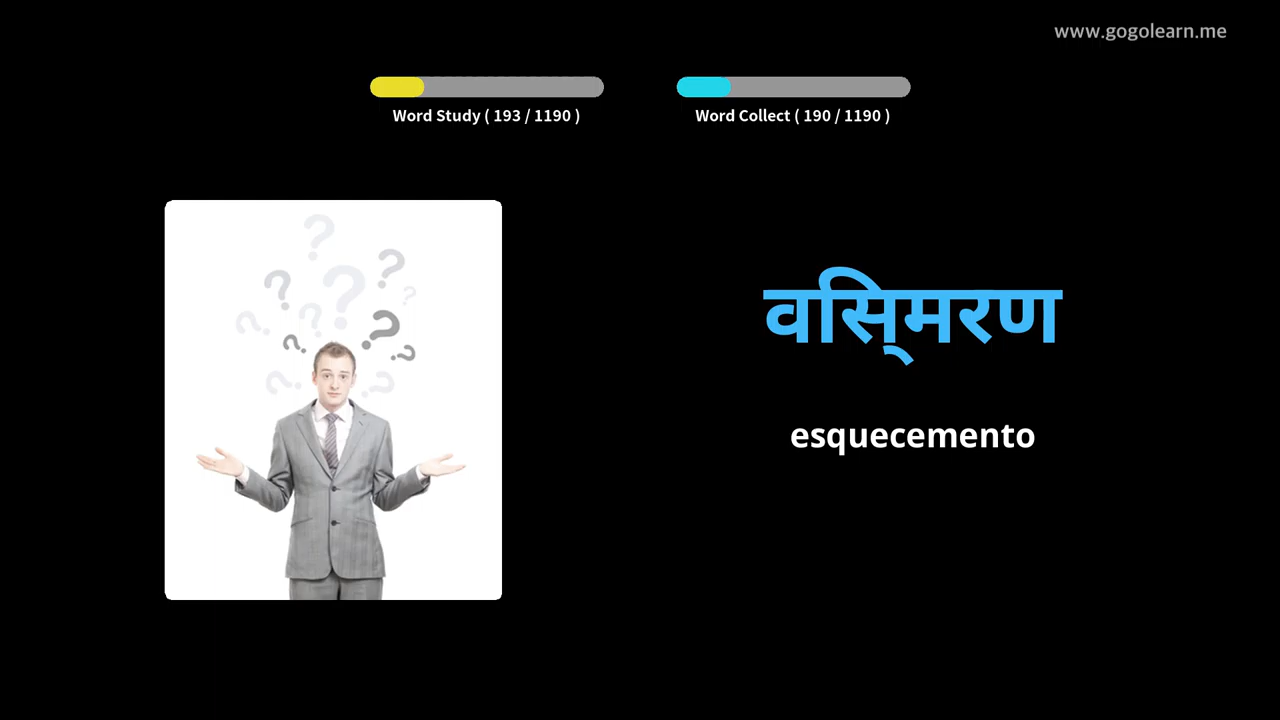 www.gogolearn.me
Word Study ( 193 / 1190 )
Word Collect ( 190 / 1190 )
विस्मरण
esquecemento